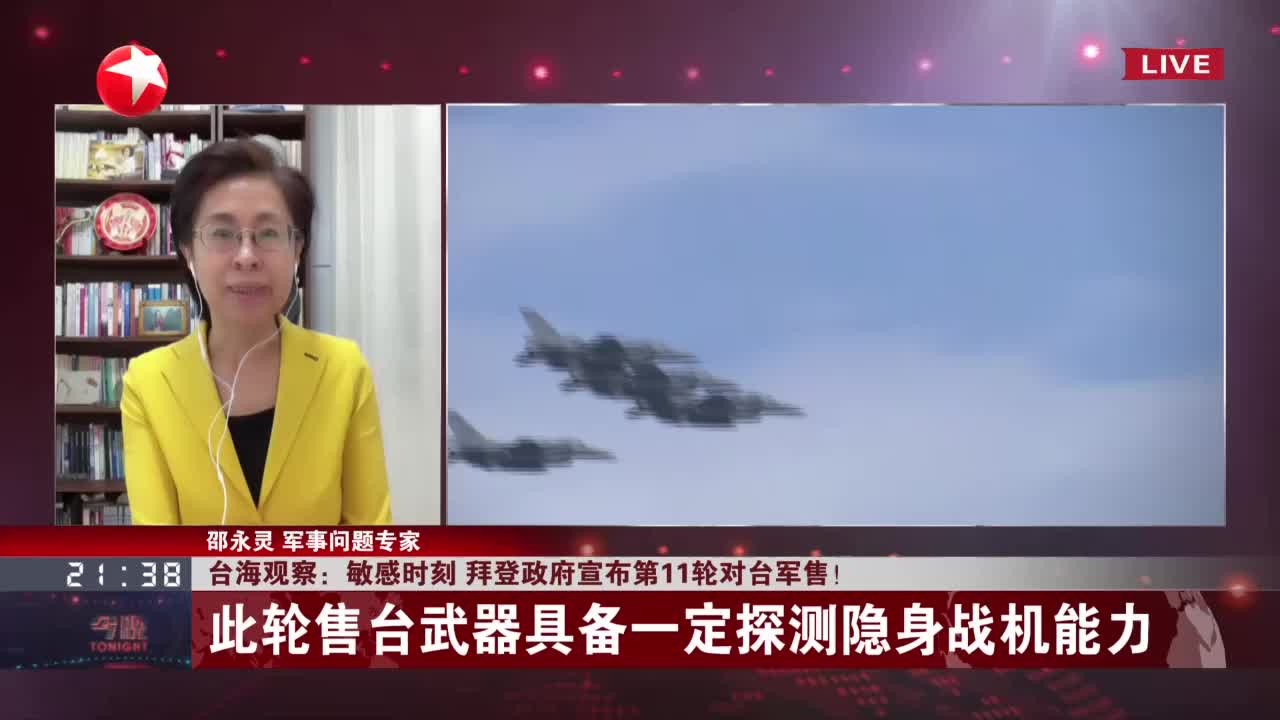 LIVE
邵永灵 军事问题专家
21:38
台海观察：敏感时刻 拜登政府宣布第11轮对台军售！
今晚
TONIGHT
此轮售台武器具备一定探测隐身战机能力